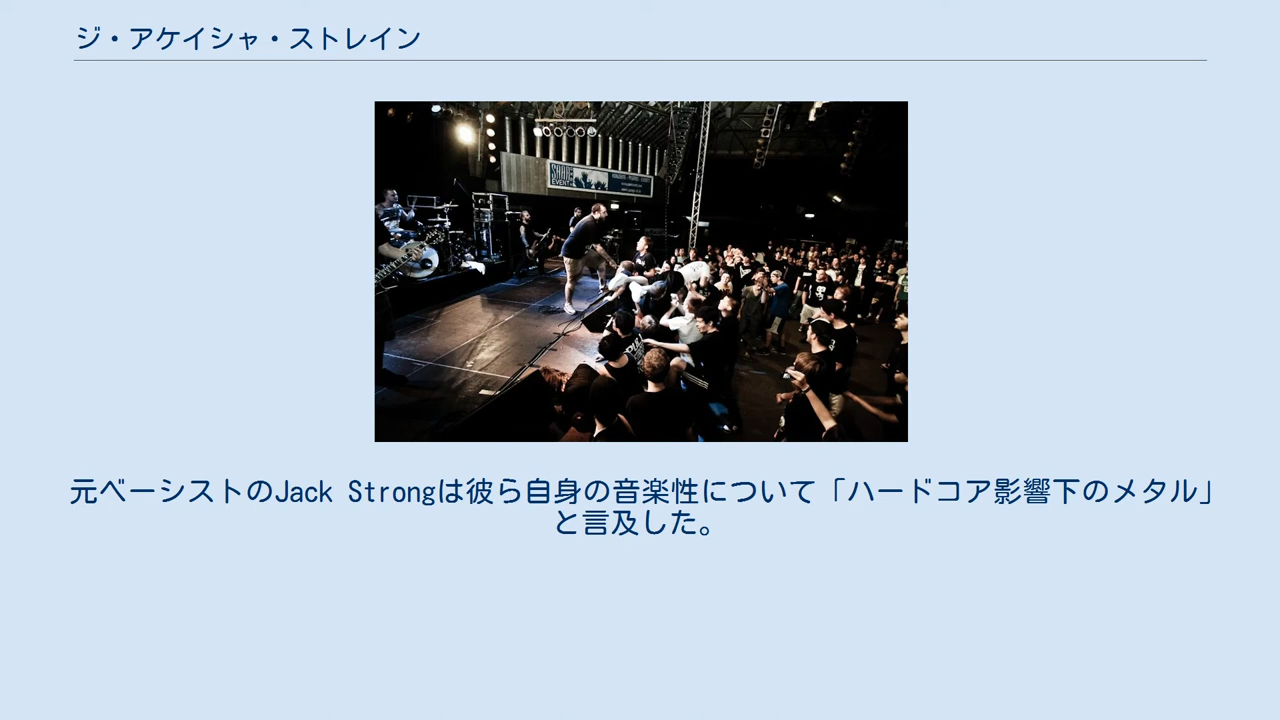 ジ・アケイシャ・ストレイン
EVENT
元ベーシストのJack Strongは彼ら自身の音楽性について「ハードコア影響下のメタル」
と言及した。